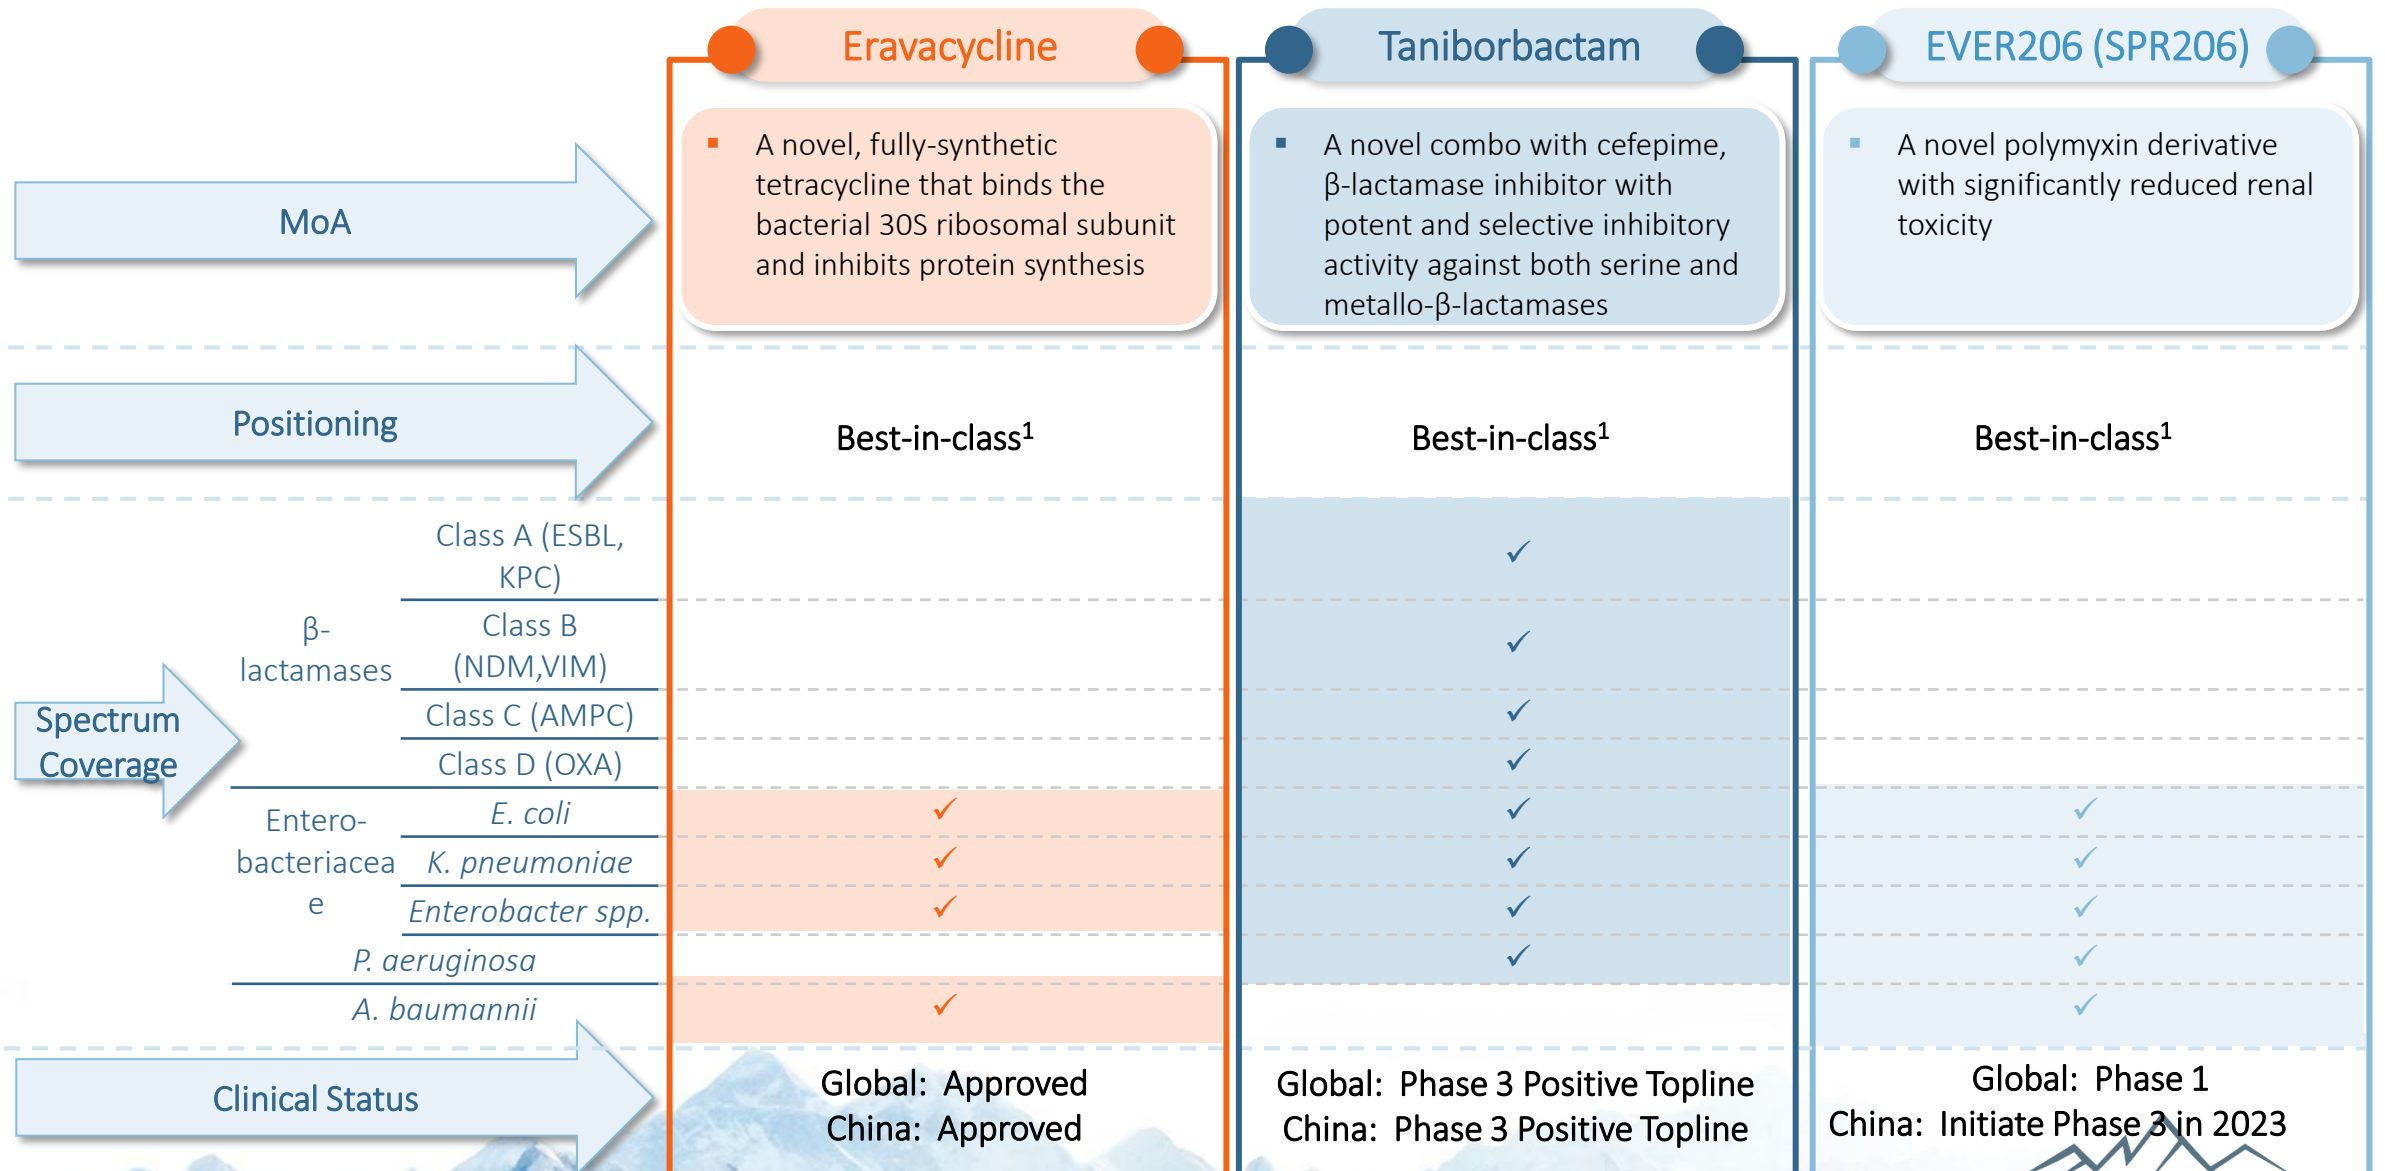 Eravacycline
Taniborbactam
EVER206 (SPR206)
MoA
▪ A novel, fully-synthetic
tetracycline that binds the
bacterial 30S ribosomal subunit
and inhibits protein synthesis
▪ A novel combo with cefepime,
β-lactamase inhibitor with
potent and selective inhibitory
activity against both serine and
metallo-β-lactamases
▪ A novel polymyxin derivative
with significantly reduced renal
toxicity
Positioning
Best-in-class¹
Best-in-class¹
Best-in-class¹
Spectrum
Coverage
β-
lactamases
Class A (ESBL,
KPC)
✓
Class B
(NDM,VIM)
✓
Class C (AMPC)
✓
Class D (OXA)
✓
Entero-
bacteriacea
e
E. coli
✓ ✓ ✓
K. pneumoniae
✓ ✓ ✓
Enterobacter spp.
✓ ✓ ✓
P. aeruginosa
✓ ✓
A. baumannii
✓ ✓
Clinical Status
Global: Approved
China: Approved
Global: Phase 3 Positive Topline
China: Phase 3 Positive Topline
Global: Phase 1
China: Initiate Phase 3 in 2023